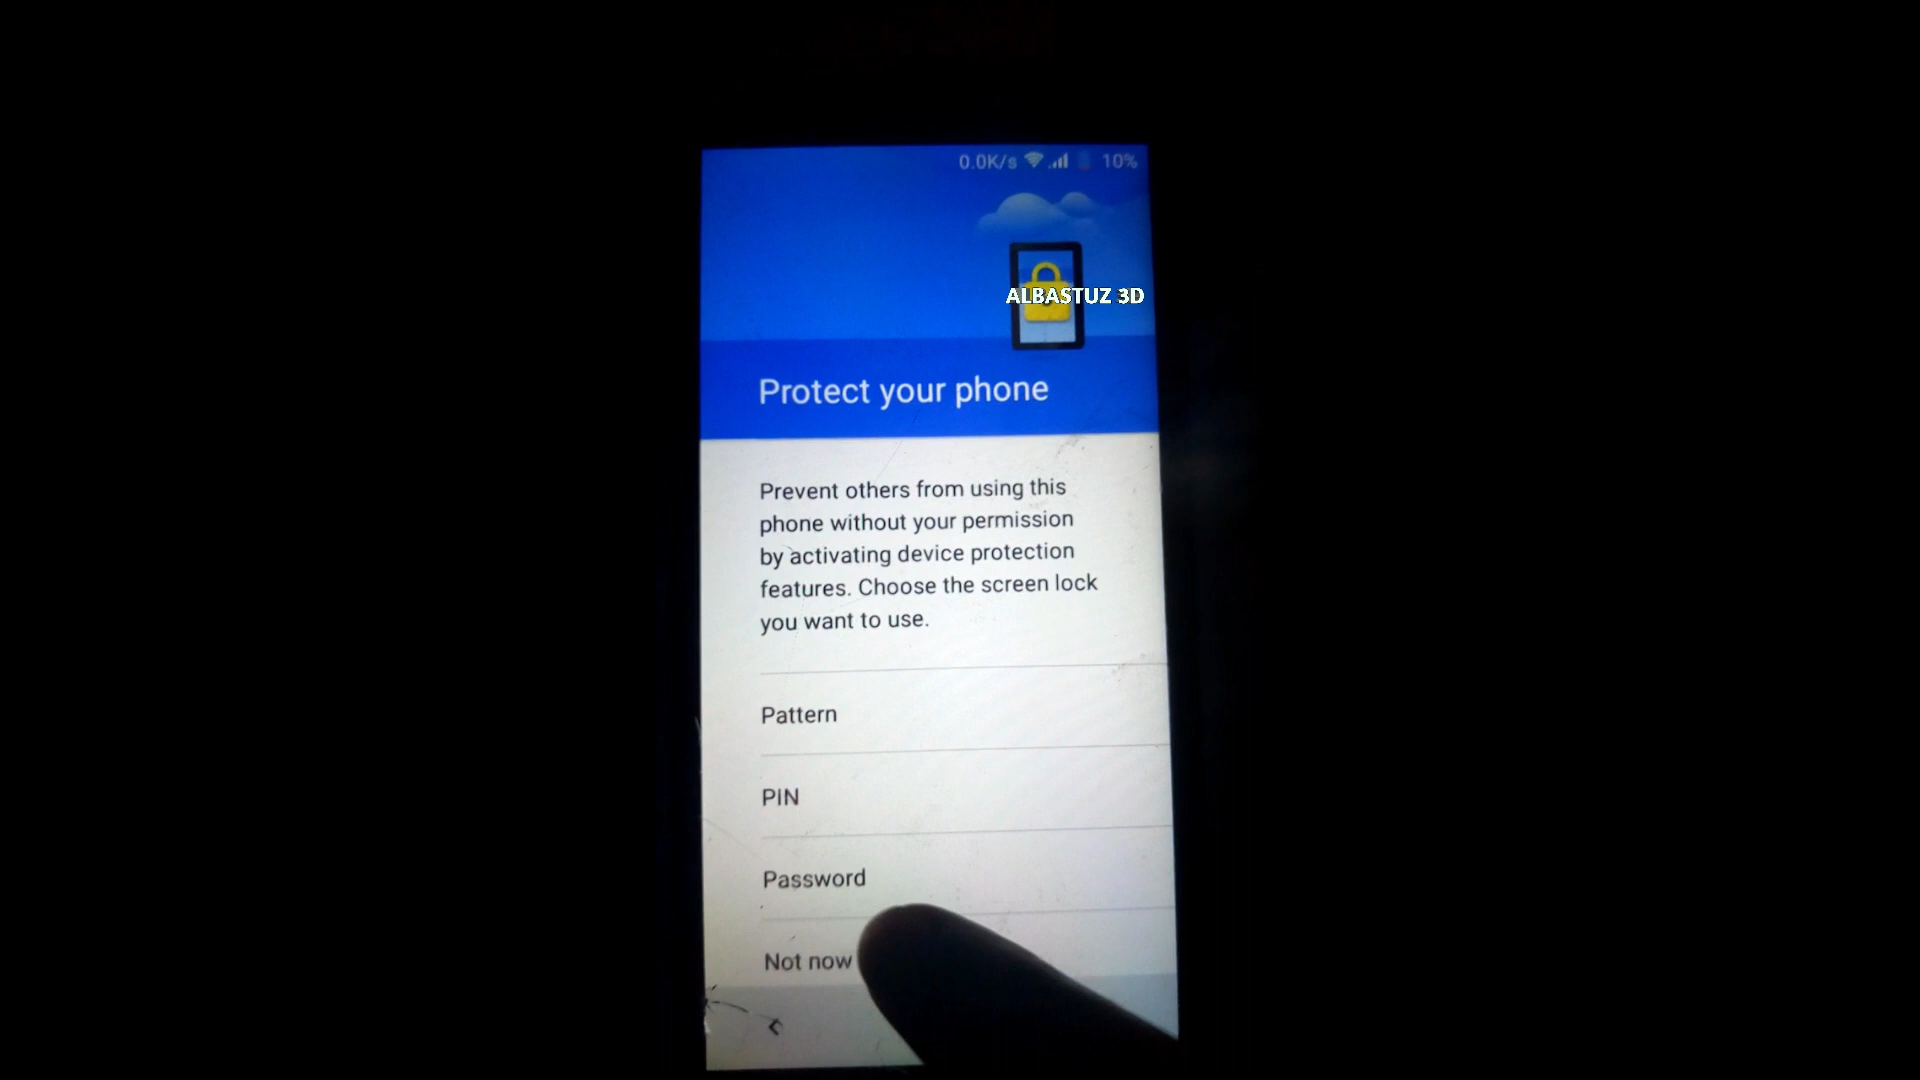 0.0K/s 10%
ALBASTUZ 3D
Protect your phone
Prevent others from using this
phone without your permission
by activating device protection
features. Choose the screen lock
you want to use.
Pattern
PIN
Password
Not now